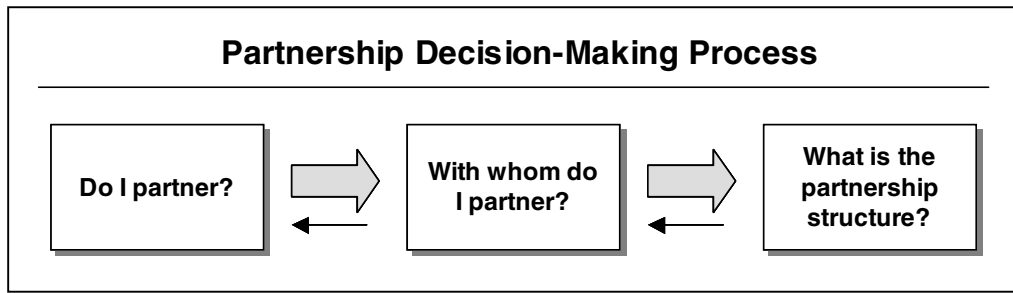 Partnership Decision-Making Process
Do I partner?
With whom do
I partner?
What is the
partnership
structure?